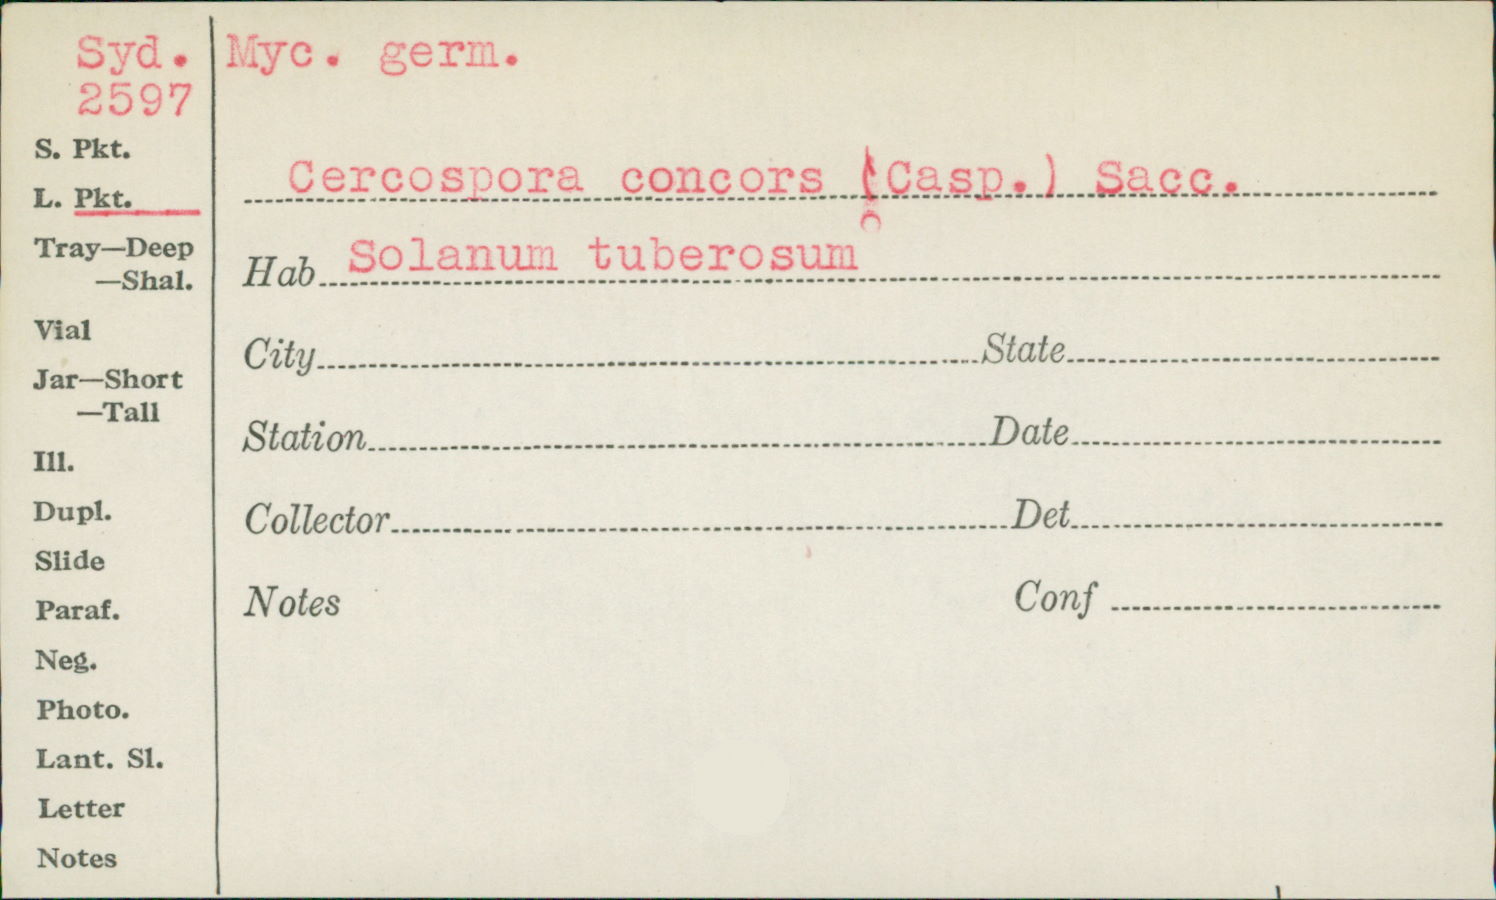 Syd. Myc. germ.
2597
S. Pkt.
L. Pkt.
Tray—Deep
—Shal.
Vial
Jar—Short
—Tall
Ill.
Dupl.
Slide
Paraf.
Neg.
Photo.
Lant. Sl.
Letter
Notes
Cercospora concors (Casp.) Sacc.
Hab Solanum tuberosum
City State
Station Date
Collector Det
Notes Conf